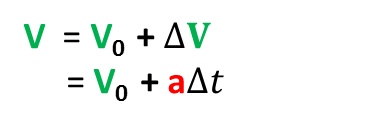 V = V₀ + ΔV
= V₀ + aΔt